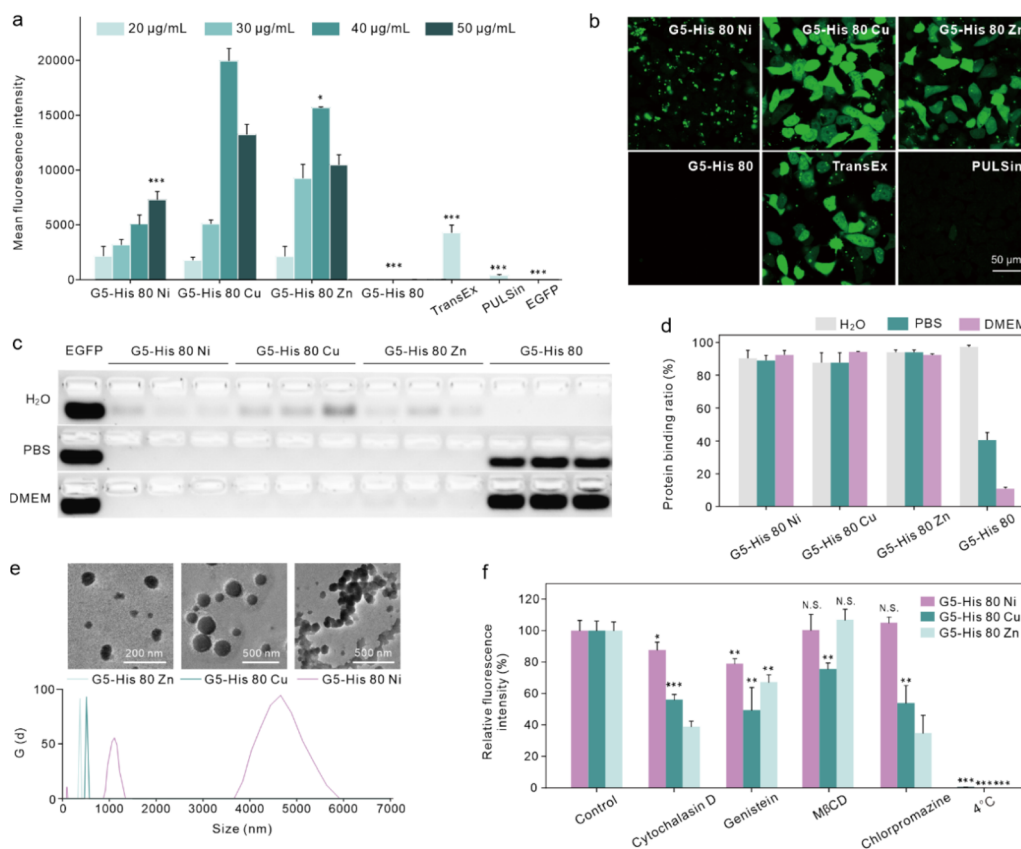 a
20 µg/mL 30 µg/mL 40 µg/mL 50 µg/mL
Mean fluorescence intensity
20000
15000
10000
5000
0
***
*
***
***
***
***
G5-His 80 Ni G5-His 80 Cu G5-His 80 Zn G5-His 80 TransEx PULSin EGFP
b
G5-His 80 Ni G5-His 80 Cu G5-His 80 Zn
G5-His 80 TransEx PULSin
50 µm
c
EGFP G5-His 80 Ni G5-His 80 Cu G5-His 80 Zn G5-His 80
H₂O
PBS
DMEM
d
H₂O PBS DMEM
Protein binding ratio (%)
100
80
60
40
20
0
G5-His 80 Ni G5-His 80 Cu G5-His 80 Zn G5-His 80
e
200 nm 500 nm 500 nm
G5-His 80 Zn G5-His 80 Cu G5-His 80 Ni
G (d)
100
50
0
0 1000 2000 3000 4000 5000 6000 7000
Size (nm)
f
G5-His 80 Ni
G5-His 80 Cu
G5-His 80 Zn
Relative fluorescence
intensity (%)
120
100
80
60
40
20
0
* *** ** ** ** N.S. ** N.S. N.S. ** *** *** ***
Control Cytochalasin D Genistein MβCD Chlorpromazine 4°C